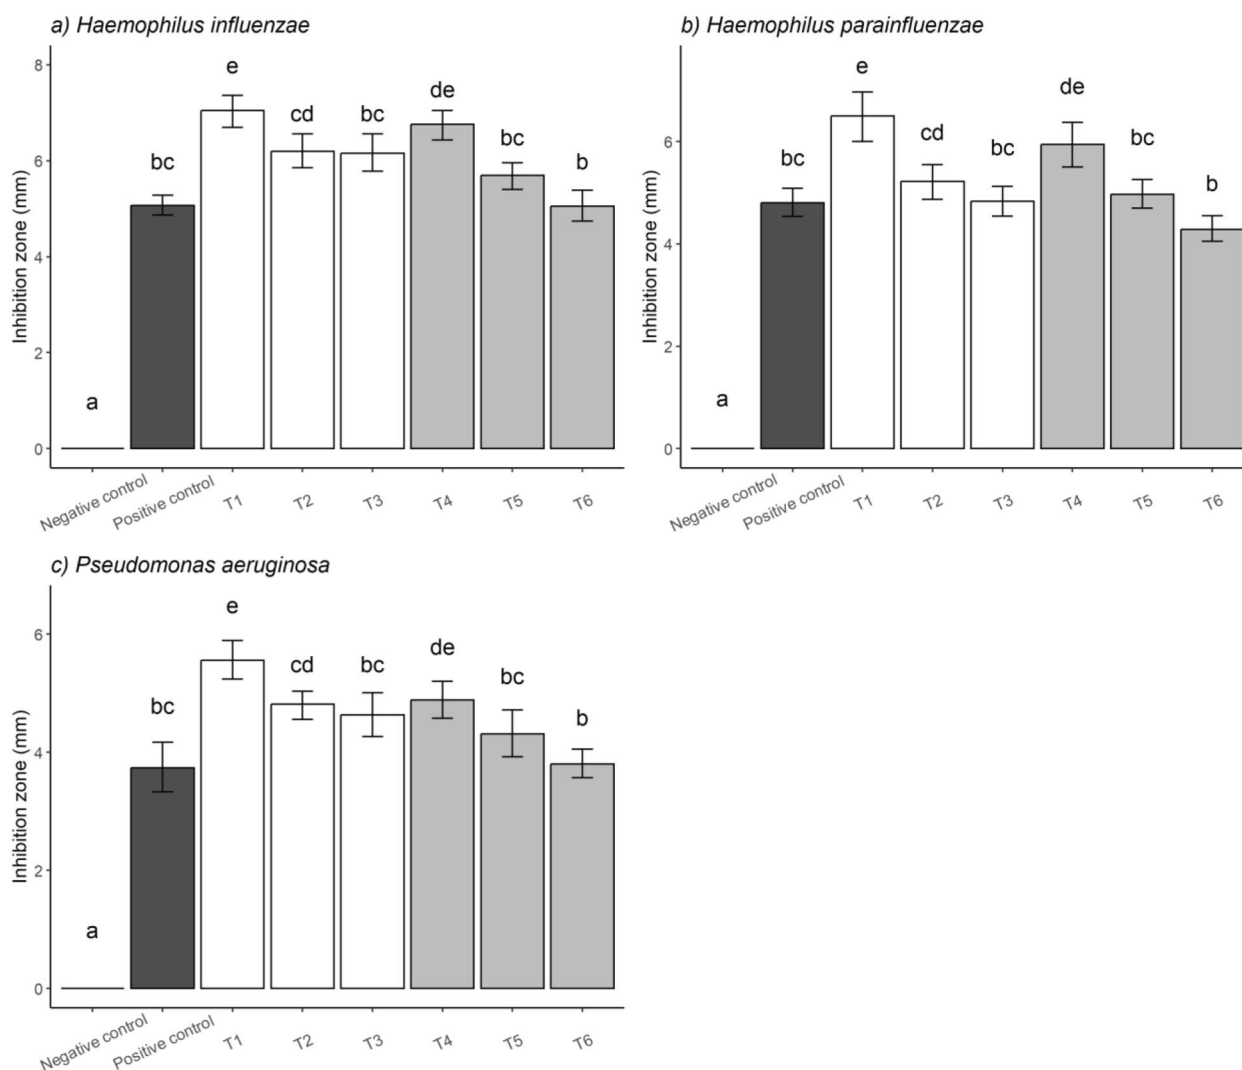 a) Haemophilus influenzae
Inhibition zone (mm)
8
6
4
2
0
a
bc
e
cd
bc
de
bc
b
Negative control
Positive control
T1
T2
T3
T4
T5
T6
b) Haemophilus parainfluenzae
Inhibition zone (mm)
6
4
2
0
a
bc
e
cd
bc
de
bc
b
Negative control
Positive control
T1
T2
T3
T4
T5
T6
c) Pseudomonas aeruginosa
Inhibition zone (mm)
6
4
2
0
a
bc
e
cd
bc
de
bc
b
Negative control
Positive control
T1
T2
T3
T4
T5
T6